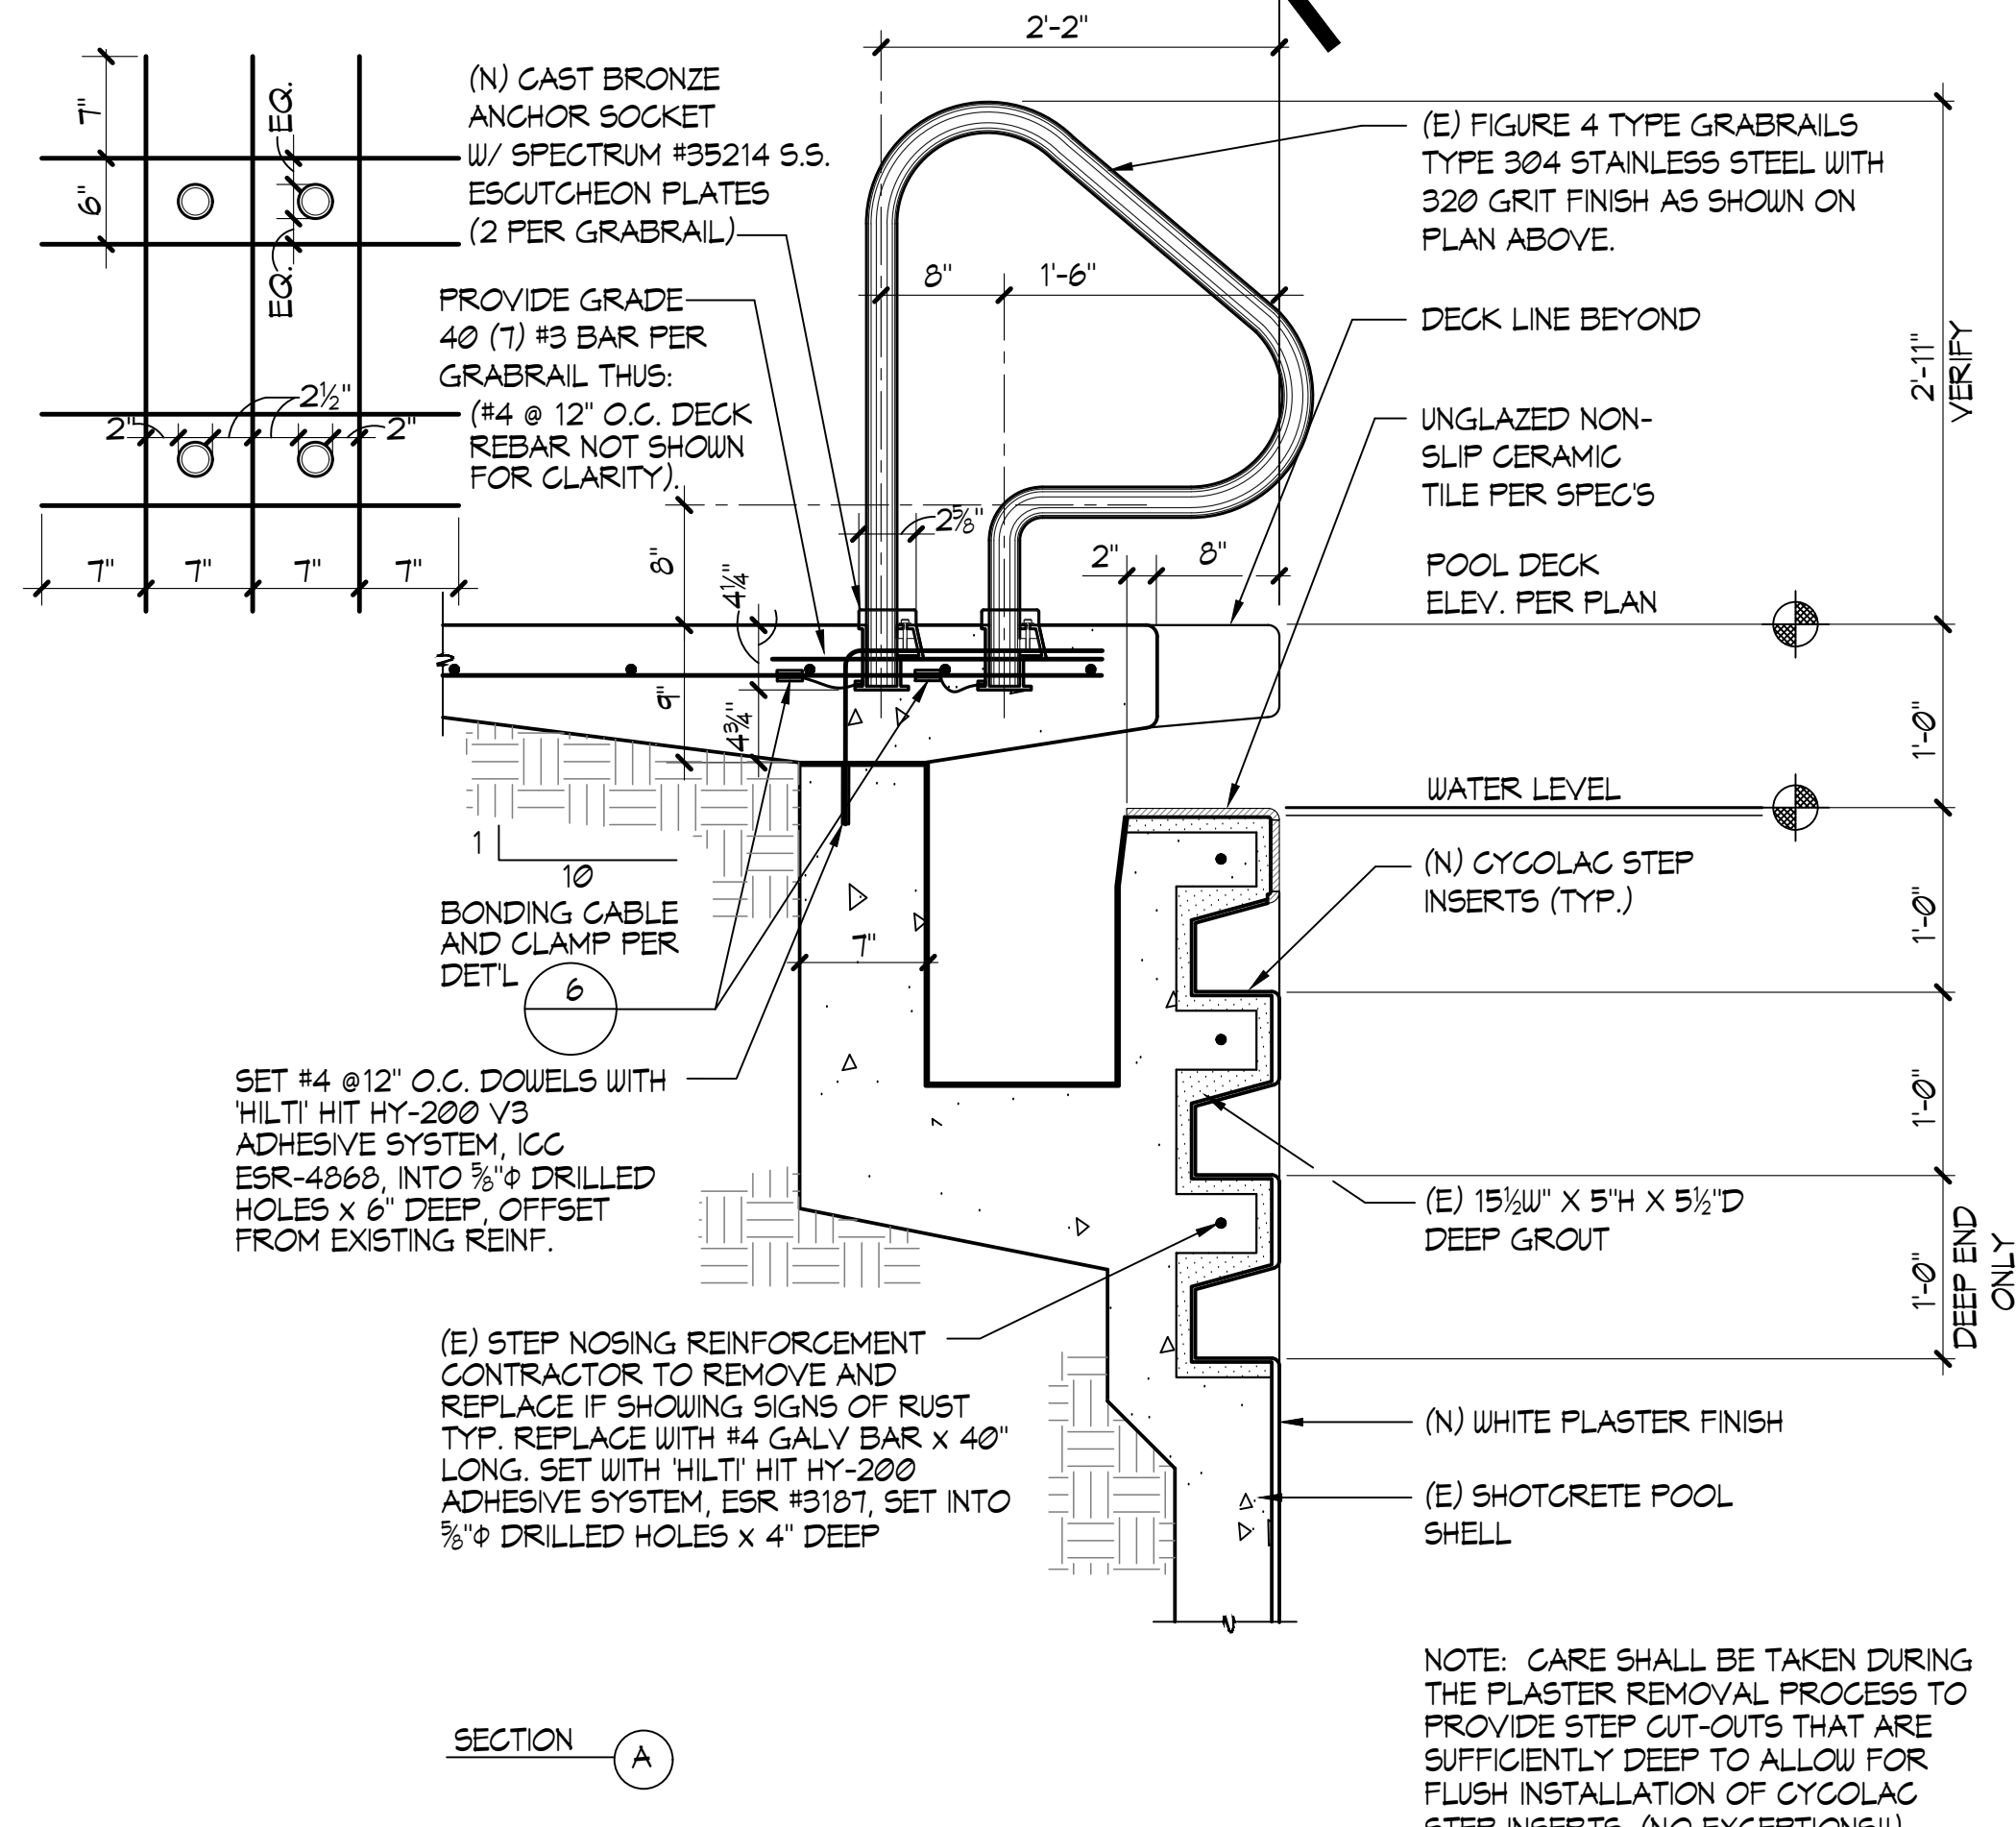 2'-2"
7"
6"
EQ.
EQ.
2"
2½"
2"
7"
7"
7"
7"
(N) CAST BRONZE
ANCHOR SOCKET
W/ SPECTRUM #35214 S.S.
ESCUTCHEON PLATES
(2 PER GRABRAIL)
PROVIDE GRADE
40 (7) #3 BAR PER
GRABRAIL THUS:
(#4 @ 12" O.C. DECK
REBAR NOT SHOWN
FOR CLARITY).
8"
1'-6"
2⅝"
8"
4¼"
9"
4¾"
2"
8"
(E) FIGURE 4 TYPE GRABRAILS
TYPE 304 STAINLESS STEEL WITH
320 GRIT FINISH AS SHOWN ON
PLAN ABOVE.
DECK LINE BEYOND
UNGLAZED NON-
SLIP CERAMIC
TILE PER SPEC'S
POOL DECK
ELEV. PER PLAN
2'-11"
VERIFY
1'-0"
WATER LEVEL
1'-0"
(N) CYCOLAC STEP
INSERTS (TYP.)
1'-0"
1
10
BONDING CABLE
AND CLAMP PER
DET'L
6
7"
SET #4 @12" O.C. DOWELS WITH
'HILTI' HIT HY-200 V3
ADHESIVE SYSTEM, ICC
ESR-4868, INTO ⅝"Φ DRILLED
HOLES x 6" DEEP, OFFSET
FROM EXISTING REINF.
(E) 15½W" X 5"H X 5½"D
DEEP GROUT
1'-0"
DEEP END
ONLY
(E) STEP NOSING REINFORCEMENT
CONTRACTOR TO REMOVE AND
REPLACE IF SHOWING SIGNS OF RUST
TYP. REPLACE WITH #4 GALV BAR x 40"
LONG. SET WITH 'HILTI' HIT HY-200
ADHESIVE SYSTEM, ESR #3187, SET INTO
⅝"Φ DRILLED HOLES x 4" DEEP
(N) WHITE PLASTER FINISH
(E) SHOTCRETE POOL
SHELL
SECTION
A
NOTE: CARE SHALL BE TAKEN DURING
THE PLASTER REMOVAL PROCESS TO
PROVIDE STEP CUT-OUTS THAT ARE
SUFFICIENTLY DEEP TO ALLOW FOR
FLUSH INSTALLATION OF CYCOLAC
STEP INSERTS. (NO EXCEPTIONS!!)